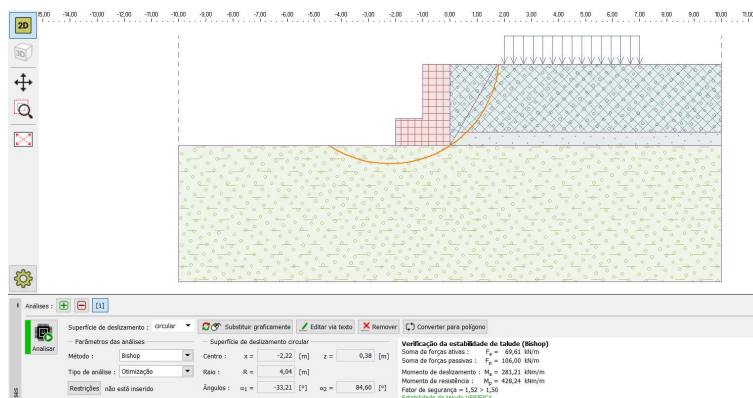 2D
15,00 -14,00 -13,00 -12,00 -11,00 -10,00 -9,00 -8,00 -7,00 -6,00 -5,00 -4,00 -3,00 -2,00 -1,00 0,00 1,00 2,00 3,00 4,00 5,00 6,00 7,00 8,00 9,00 10,00 11,00
3D
Análises : [1]
Analisar
Superfície de deslizamento : circular Substituir graficamente Editar via texto Remover Converter para polígono
Parâmetros das análises
Método : Bishop
Tipo de análise : Otimização
Restrições não está inserido
Superfície de deslizamento circular
Centro : x = -2,22 [m] z = 0,38 [m]
Raio : R = 4,04 [m]
Ângulos : α1 = -33,21 [°] α2 = 84,60 [°]
Verificação da estabilidade de talude (Bishop)
Soma de forças ativas : Fa = 69,61 kN/m
Soma de forças passivas : Fp = 106,00 kN/m
Momento de deslizamento : Ma = 281,21 kNm/m
Momento de resistência : Mp = 428,24 kNm/m
Fator de segurança = 1,52 > 1,50
Estabilidade do talude VERIFICA